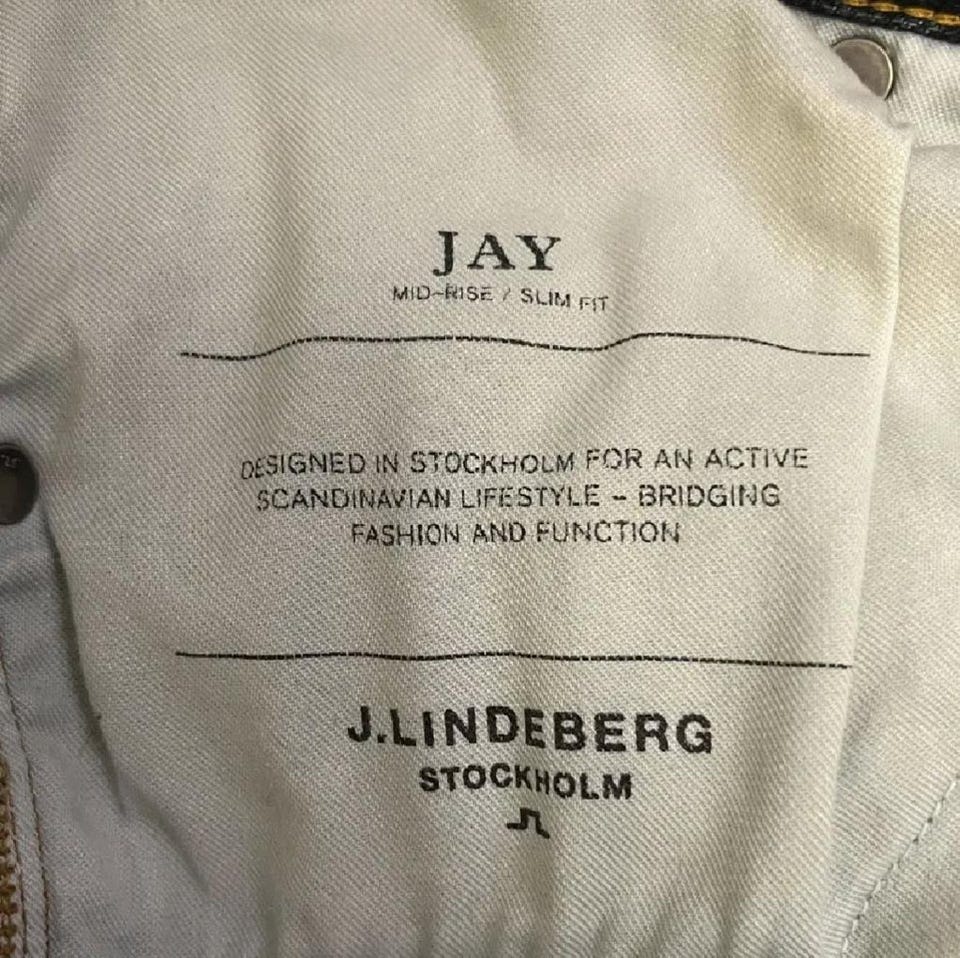 JAY
MID-RISE / SLIM FIT
DESIGNED IN STOCKHOLM FOR AN ACTIVE
SCANDINAVIAN LIFESTYLE - BRIDGING
FASHION AND FUNCTION
J.LINDEBERG
STOCKHOLM